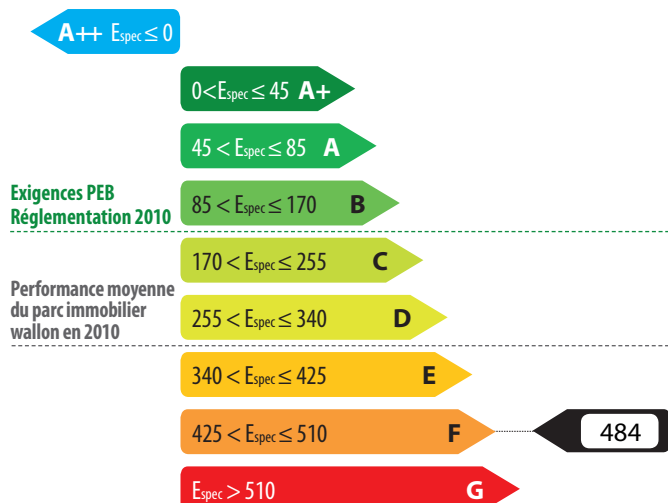 A++ Espec ≤ 0
0<Espec ≤ 45 A+
45 < Espec ≤ 85 A
Exigences PEB
Réglementation 2010
85 < Espec ≤ 170 B
170 < Espec ≤ 255 C
Performance moyenne
du parc immobilier
wallon en 2010
255 < Espec ≤ 340 D
340 < Espec ≤ 425 E
425 < Espec ≤ 510 F 484
Espec > 510 G